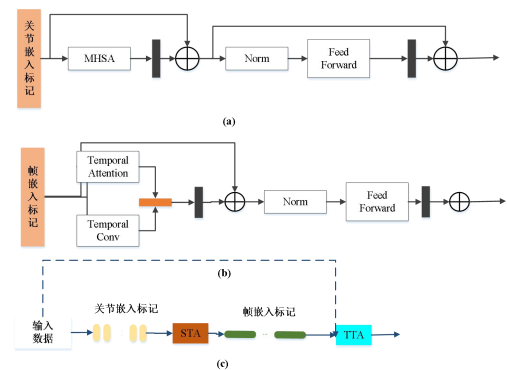 关节嵌入标记
MHSA
Norm
Feed
Forward
(a)
帧嵌入标记
Temporal
Attention
Temporal
Conv
Norm
Feed
Forward
(b)
关节嵌入标记
帧嵌入标记
输入
数据
STA
...
TTA
(c)